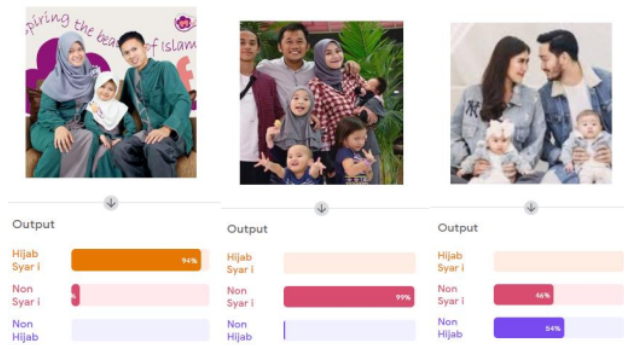 spiring the beau of Islam
Output
Hijab
Syar i
94%
Non
Syar i
%
Non
Hijab
Output
Hijab
Syar i
Non
Syar i
99%
Non
Hijab
Output
Hijab
Syar i
Non
Syar i
46%
Non
Hijab
54%